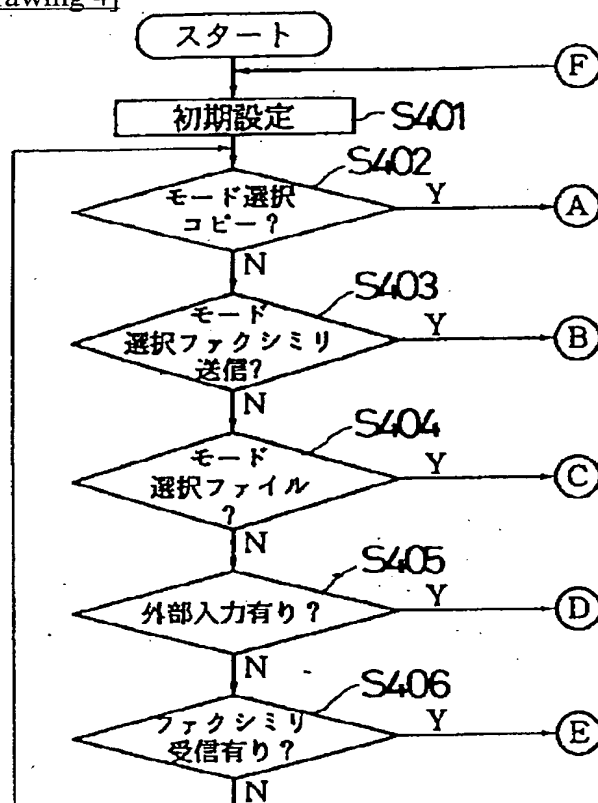 rawing 4]
スタート
F
初期設定
S401
S402
モード選択
コピー?
Y
A
N
S403
モード
選択ファクシミリ
送信?
Y
B
N
S404
モード
選択ファイル
?
Y
C
N
S405
外部入力有り?
Y
D
N
S406
ファクシミリ
受信有り?
Y
E
N